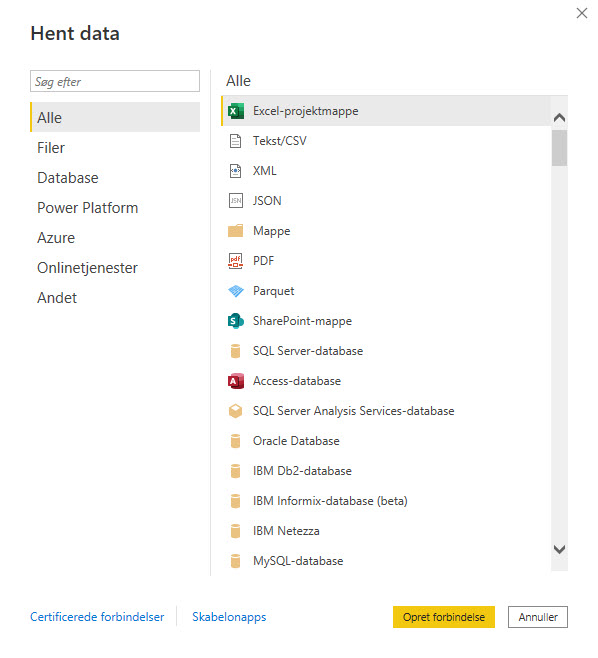 Hent data
Søg efter
Alle
Filer
Database
Power Platform
Azure
Onlinetjenester
Andet
Alle
Excel-projektmappe
Tekst/CSV
XML
JSON
Mappe
PDF
Parquet
SharePoint-mappe
SQL Server-database
Access-database
SQL Server Analysis Services-database
Oracle Database
IBM Db2-database
IBM Informix-database (beta)
IBM Netezza
MySQL-database
Certificerede forbindelser
Skabelonapps
Opret forbindelse
Annuller